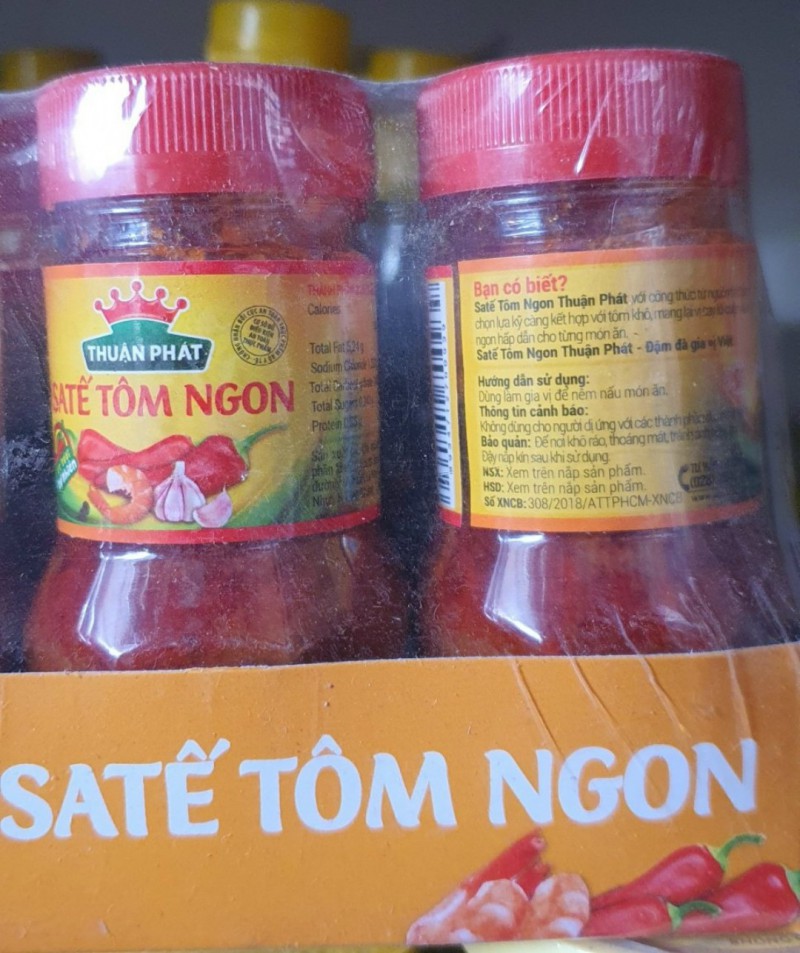 THUẬN PHÁT
SATẾ TÔM NGON
Calories
Total Fat
Sodium
Total
Total
Protein
Bạn có biết?
Satế Tôm Ngon Thuận Phát với công thức từ
chọn lựa kỹ càng kết hợp với tôm khô, mang lại
ngon hấp dẫn cho từng món ăn.
Satế Tôm Ngon Thuận Phát - Đậm đà gia vị Việt
Hướng dẫn sử dụng:
Dùng làm gia vị để nêm nấu món ăn.
Thông tin cảnh báo:
Không dùng cho người dị ứng với các thành phần
Bảo quản: Để nơi khô ráo, thoáng mát, tránh
Đậy nắp kín sau khi sử dụng.
NSX: Xem trên nắp sản phẩm.
HSD: Xem trên nắp sản phẩm.
Số XNCB: 308/2018/ATTPHCM-XNCB
SATẾ TÔM NGON